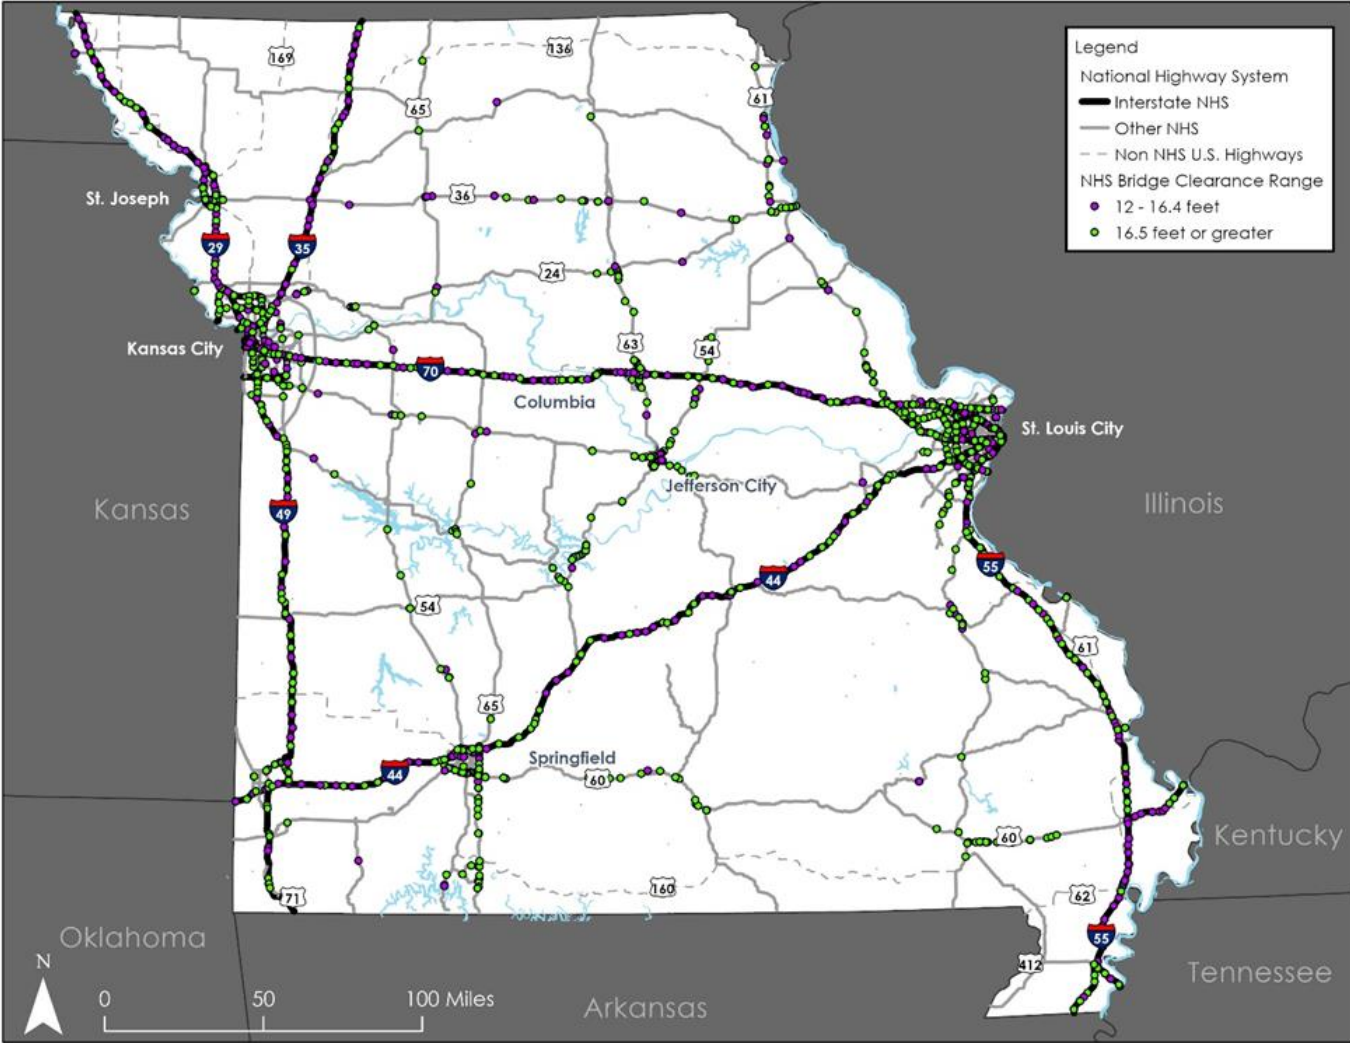 Legend
National Highway System
Interstate NHS
Other NHS
Non NHS U.S. Highways
NHS Bridge Clearance Range
12 - 16.4 feet
16.5 feet or greater
169
136
65
61
36
St. Joseph
29
35
24
63
54
Kansas City
70
Columbia
St. Louis City
Jefferson City
Kansas
49
Illinois
44
55
54
61
65
Springfield
44
60
60
Kentucky
160
71
62
Oklahoma
55
412
Tennessee
N
0 50 100 Miles
Arkansas